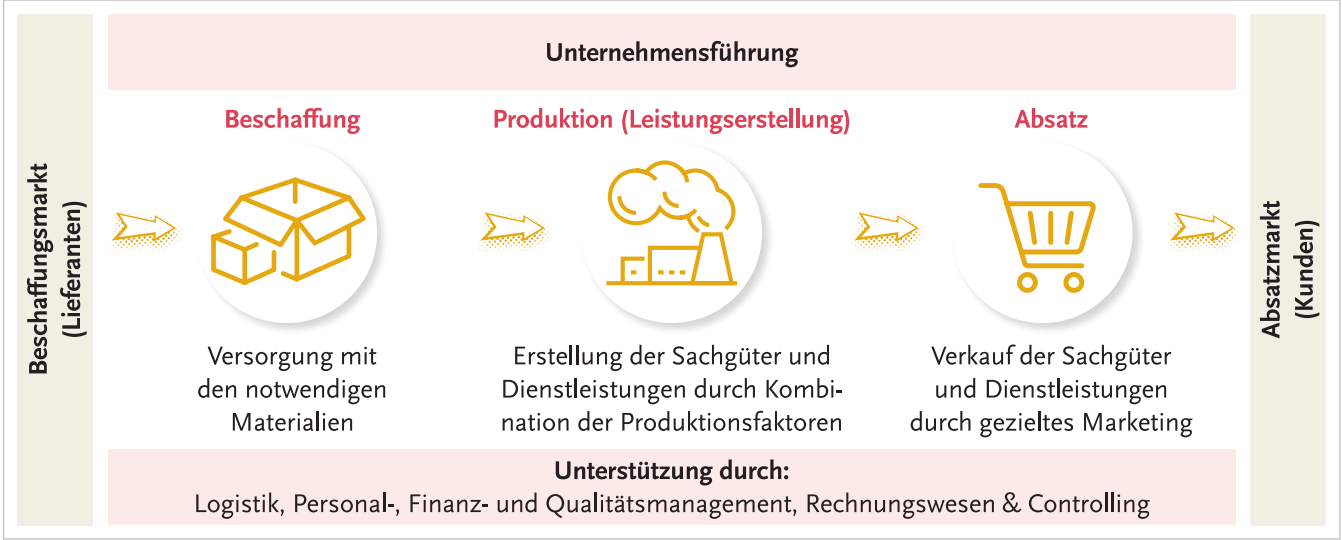 Beschaffungsmarkt
(Lieferanten)
Unternehmensführung
Beschaffung
Versorgung mit
den notwendigen
Materialien
Produktion (Leistungserstellung)
Erstellung der Sachgüter und
Dienstleistungen durch Kombi-
nation der Produktionsfaktoren
Absatz
Verkauf der Sachgüter
und Dienstleistungen
durch gezieltes Marketing
Unterstützung durch:
Logistik, Personal-, Finanz- und Qualitätsmanagement, Rechnungswesen & Controlling
Absatzmarkt
(Kunden)